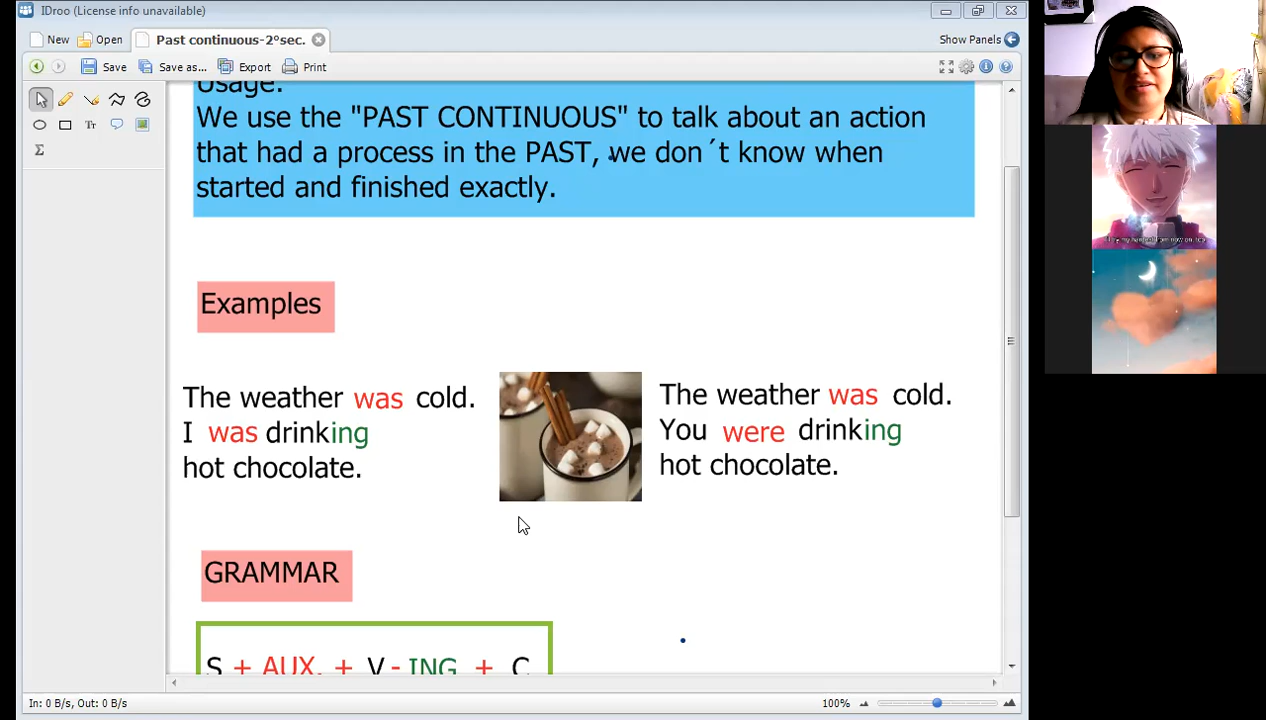 IDroo (License info unavailable)
New Open Past continuous-2°sec. Show Panels
Save Save as... Export Print
Usage:
We use the "PAST CONTINUOUS" to talk about an action
that had a process in the PAST, we don´t know when
started and finished exactly.
Examples
The weather was cold.
I was drinking
hot chocolate.
The weather was cold.
You were drinking
hot chocolate.
GRAMMAR
S + AUX. + V - ING + C
In: 0 B/s, Out: 0 B/s
100%